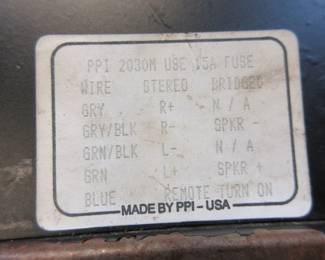 PPI 2030M USE 15A FUSE
WIRE STEREO BRIDGED
GRY R+ N/A
GRY/BLK R- SPKR -
GRN/BLK L- N/A
GRN L+ SPKR +
BLUE REMOTE TURN ON
MADE BY PPI - USA